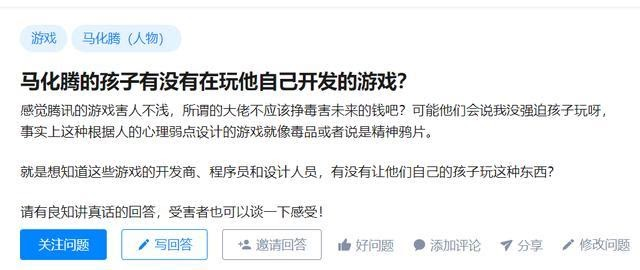 游戏 马化腾（人物）
马化腾的孩子有没有在玩他自己开发的游戏？
感觉腾讯的游戏害人不浅，所谓的大佬不应该挣毒害未来的钱吧？可能他们会说我没强迫孩子玩呀，
事实上这种根据人的心理弱点设计的游戏就像毒品或者说是精神鸦片。
就是想知道这些游戏的开发商、程序员和设计人员，有没有让他们自己的孩子玩这种东西？
请有良知讲真话的回答，受害者也可以谈一下感受！
关注问题 写回答 邀请回答 好问题 添加评论 分享 修改问题